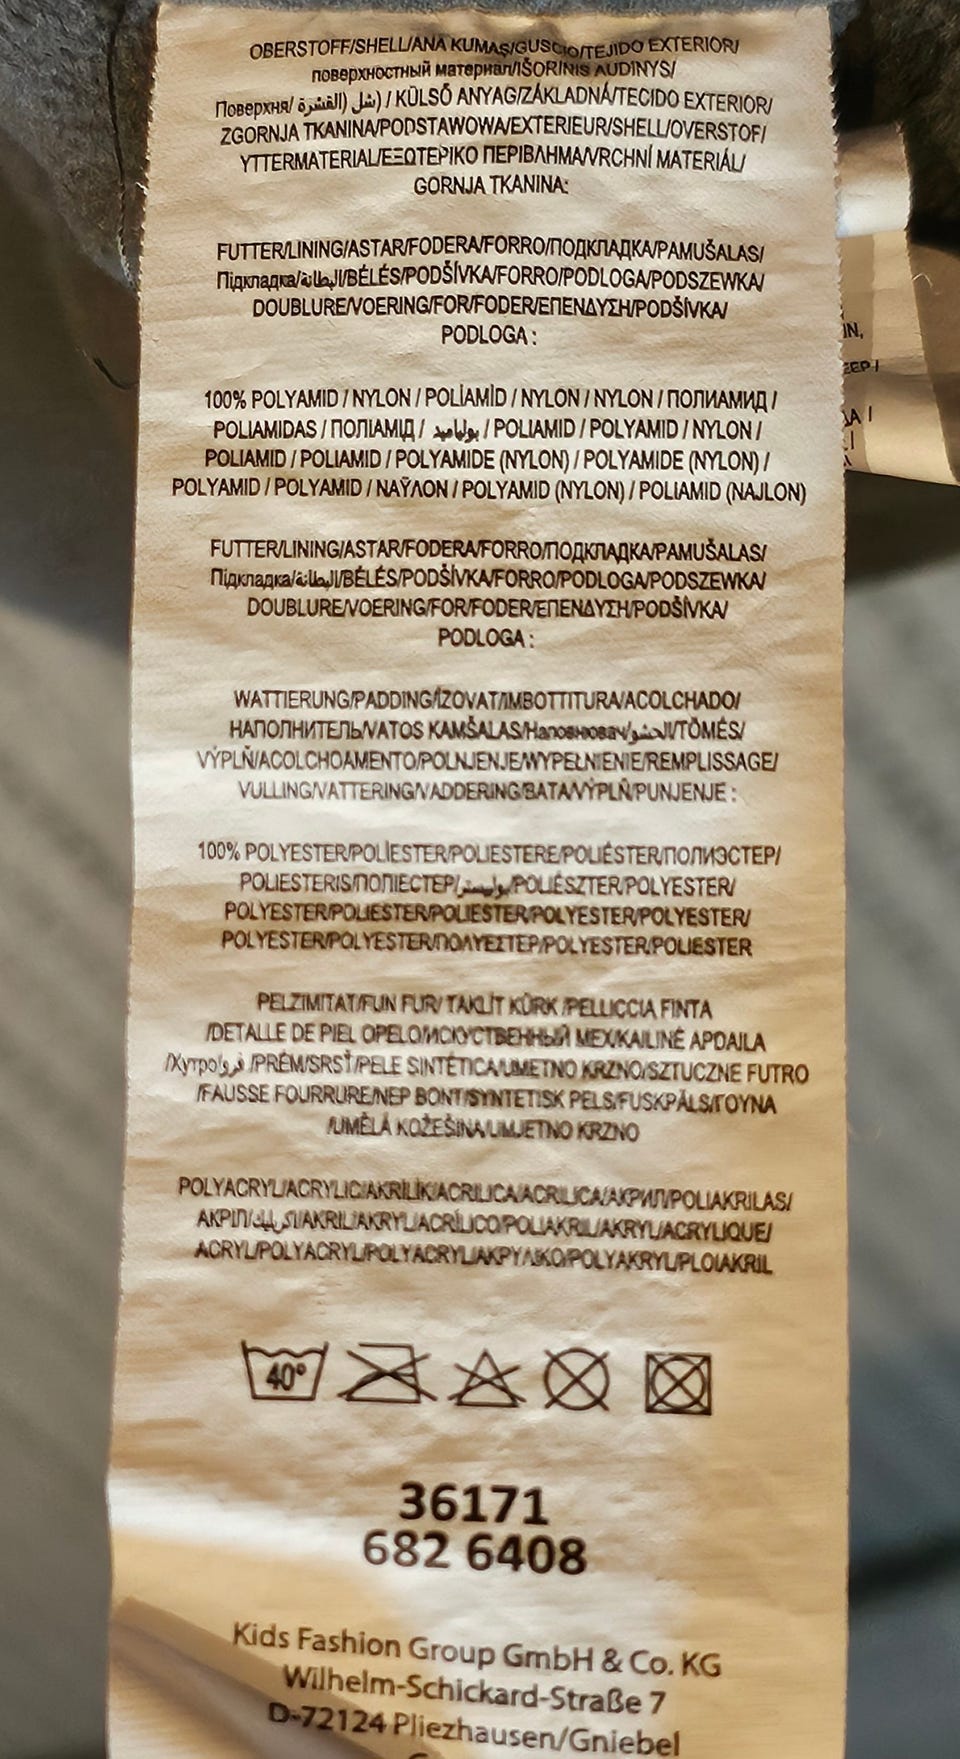 OBERSTOFF/SHELL/ANA KUMAŞ/GUSCIO/TEJIDO EXTERIOR/
поверхностный материал/IŠORINIS AUDINYS/
Поверхня/ شل (القشرة) / KÜLSŐ ANYAG/ZÁKLADNÁ/TECIDO EXTERIOR/
ZGORNJA TKANINA/PODSTAWOWA/EXTERIEUR/SHELL/OVERSTOF/
YTTERMATERIAL/ΕΞΩΤΕΡΙΚΟ ΠΕΡΙΒΛΗΜΑ/VRCHNÍ MATERIÁL/
GORNJA TKANINA:
FUTTER/LINING/ASTAR/FODERA/FORRO/ПОДКЛАДКА/PAMUŠALAS/
Підкладка/البطانة/BÉLÉS/PODŠÍVKA/FORRO/PODLOGA/PODSZEWKA/
DOUBLURE/VOERING/FOR/FODER/ΕΠΕΝΔΥΣΗ/PODŠÍVKA/
PODLOGA :
100% POLYAMID / NYLON / POLİAMİD / NYLON / NYLON / ПОЛИАМИД /
POLIAMIDAS / ПОЛІАМІД / بولياميد / POLIAMID / POLYAMID / NYLON /
POLIAMID / POLIAMID / POLYAMIDE (NYLON) / POLYAMIDE (NYLON) /
POLYAMID / POLYAMID / ΝΑΫΛΟΝ / POLYAMID (NYLON) / POLIAMID (NAJLON)
FUTTER/LINING/ASTAR/FODERA/FORRO/ПОДКЛАДКА/PAMUŠALAS/
Підкладка/البطانة/BÉLÉS/PODŠÍVKA/FORRO/PODLOGA/PODSZEWKA/
DOUBLURE/VOERING/FOR/FODER/ΕΠΕΝΔΥΣΗ/PODŠÍVKA/
PODLOGA :
WATTIERUNG/PADDING/İZOVAT/IMBOTTITURA/ACOLCHADO/
НАПОЛНИТЕЛЬ/VATOS KAMŠALAS/Наповнювач/الحشو/TÖMÉS/
VÝPLŇ/ACOLCHOAMENTO/POLNJENJE/WYPEŁNIENIE/REMPLISSAGE/
VULLING/VATTERING/VADDERING/BATA/VÝPLŇ/PUNJENJE :
100% POLYESTER/POLİESTER/POLIESTERE/POLIÉSTER/ПОЛИЭСТЕР/
POLIESTERIS/ПОЛІЕСТЕР/بوليستر/POLIÉSZTER/POLYESTER/
POLYESTER/POLIESTER/POLIESTER/POLYESTER/POLYESTER/
POLYESTER/POLYESTER/ΠΟΛΥΕΣΤΕΡ/POLYESTER/POLIESTER
PELZIMITAT/FUN FUR/ TAKLİT KÜRK /PELLICCIA FINTA
/DETALLE DE PIEL OPELO/ИСКУСТВЕННЫЙ МЕХ/KAILINĖ APDAILA
/Хутро/فرو /PRÉM/SRSŤ/PELE SINTÉTICA/UMETNO KRZNO/SZTUCZNE FUTRO
/FAUSSE FOURRURE/NEP BONT/SYNTETISK PELS/FUSKPÄLS/ΓΟΥΝΑ
/UMĚLÁ KOŽEŠINA/UMJETNO KRZNO
POLYACRYL/ACRYLIC/AKRİLİK/ACRILICA/ACRILICA/АКРИЛ/POLIAKRILAS/
АКРІЛ/اكريليك/AKRIL/AKRYL/ACRÍLICO/POLIAKRIL/AKRYL/ACRYLIQUE/
ACRYL/POLYACRYL/POLYACRYL/ΑΚΡΥΛΙΚΟ/POLYAKRYL/PLOIAKRIL
40°
36171
682 6408
Kids Fashion Group GmbH & Co. KG
Wilhelm-Schickard-Straße 7
D-72124 Pliezhausen/Gniebel